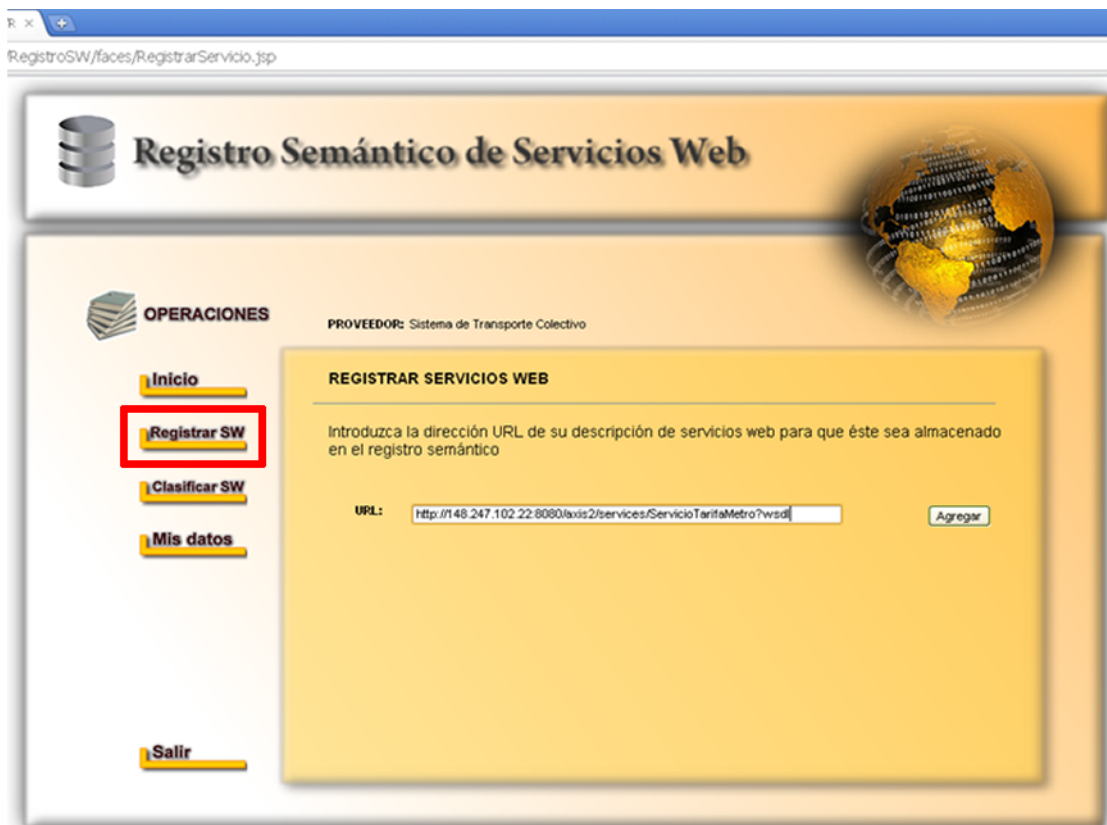 R ×
/RegistroSW/faces/RegistrarServicio.jsp
Registro Semántico de Servicios Web
OPERACIONES
PROVEEDOR: Sistema de Transporte Colectivo
Inicio
REGISTRAR SERVICIOS WEB
Registrar SW
Introduzca la dirección URL de su descripción de servicios web para que éste sea almacenado
en el registro semántico
Clasificar SW
URL: http://148.247.102.22:8080/axis2/services/ServicioTarifaMetro?wsdl Agregar
Mis datos
Salir